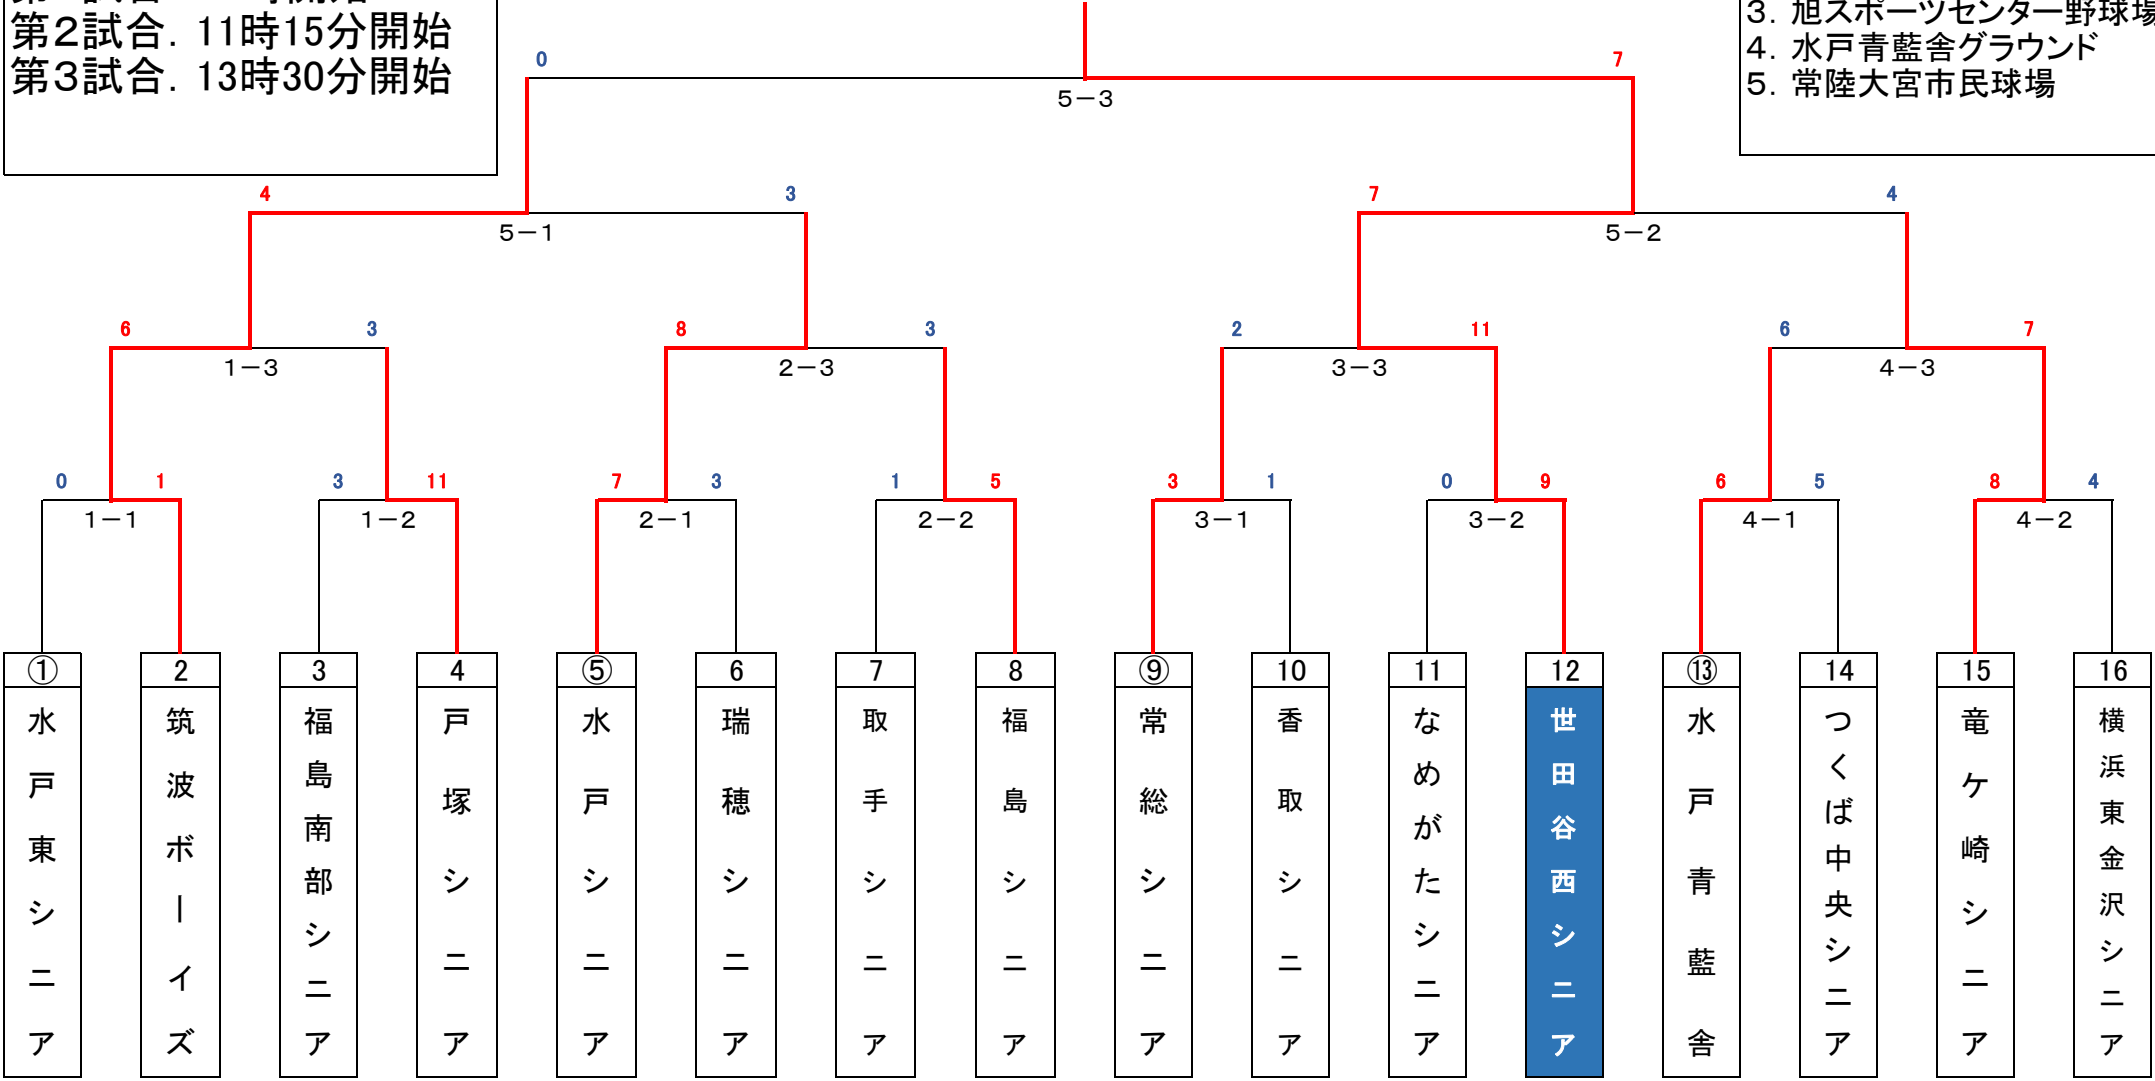 第2試合. 11時15分開始
第3試合. 13時30分開始
3. 旭スポーツセンター野球場
4. 水戸青藍舎グラウンド
5. 常陸大宮市民球場
0 7
5－3
4 3 7 4
5－1 5－2
6 3 8 3 2 11 6 7
1－3 2－3 3－3 4－3
0 1 3 11 7 3 1 5 3 1 0 9 6 5 8 4
1－1 1－2 2－1 2－2 3－1 3－2 4－1 4－2
① 2 3 4 ⑤ 6 7 8 ⑨ 10 11 12 ⑬ 14 15 16
水戸東シニア
筑波ボーイズ
福島南部シニア
戸塚シニア
水戸シニア
瑞穂シニア
取手シニア
福島シニア
常総シニア
香取シニア
なめがたシニア
世田谷西シニア
水戸青藍舎
つくば中央シニア
竜ケ崎シニア
横浜東金沢シニア